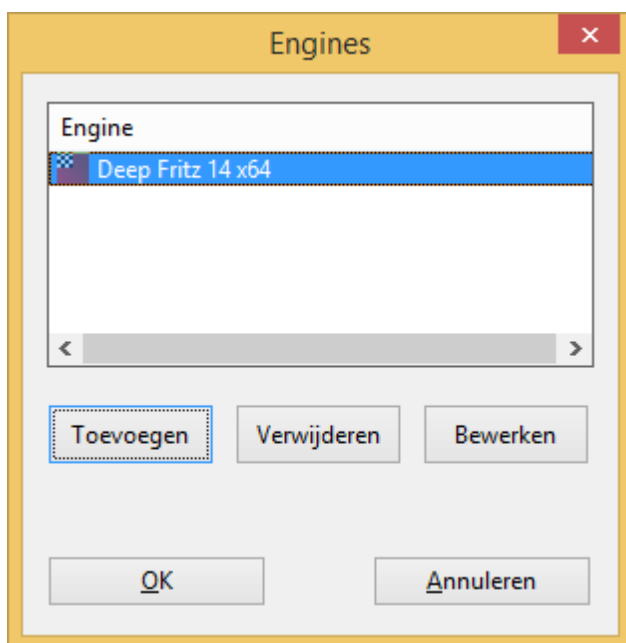 Engines
Engine
Deep Fritz 14 x64
Toevoegen Verwijderen Bewerken
OK Annuleren